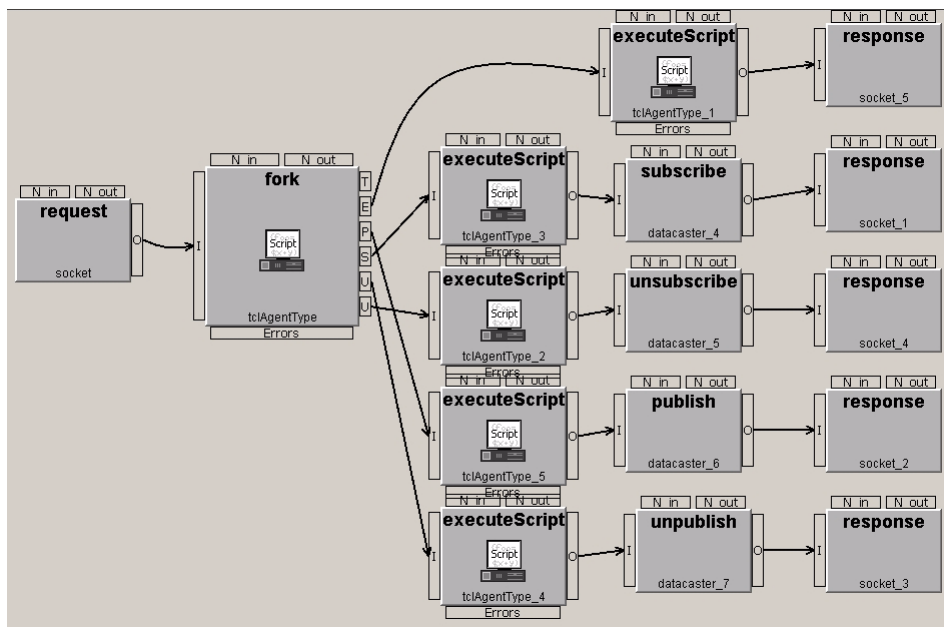 N in N out
executeScript
I
Script
O
tclAgentType_1
Errors
N in N out
response
I
socket_5
N in N out
request
O
socket
N in N out
fork
I
Script
T
E
P
S
U
U
tclAgentType
Errors
N in N out
executeScript
I
Script
O
tclAgentType_3
Errors
N in N out
subscribe
I
O
datacaster_4
N in N out
response
I
socket_1
N in N out
executeScript
I
Script
O
tclAgentType_2
Errors
N in N out
unsubscribe
I
O
datacaster_5
N in N out
response
I
socket_4
N in N out
executeScript
I
Script
O
tclAgentType_5
Errors
N in N out
publish
I
O
datacaster_6
N in N out
response
I
socket_2
N in N out
executeScript
I
Script
O
tclAgentType_4
Errors
N in N out
unpublish
I
O
datacaster_7
N in N out
response
I
socket_3